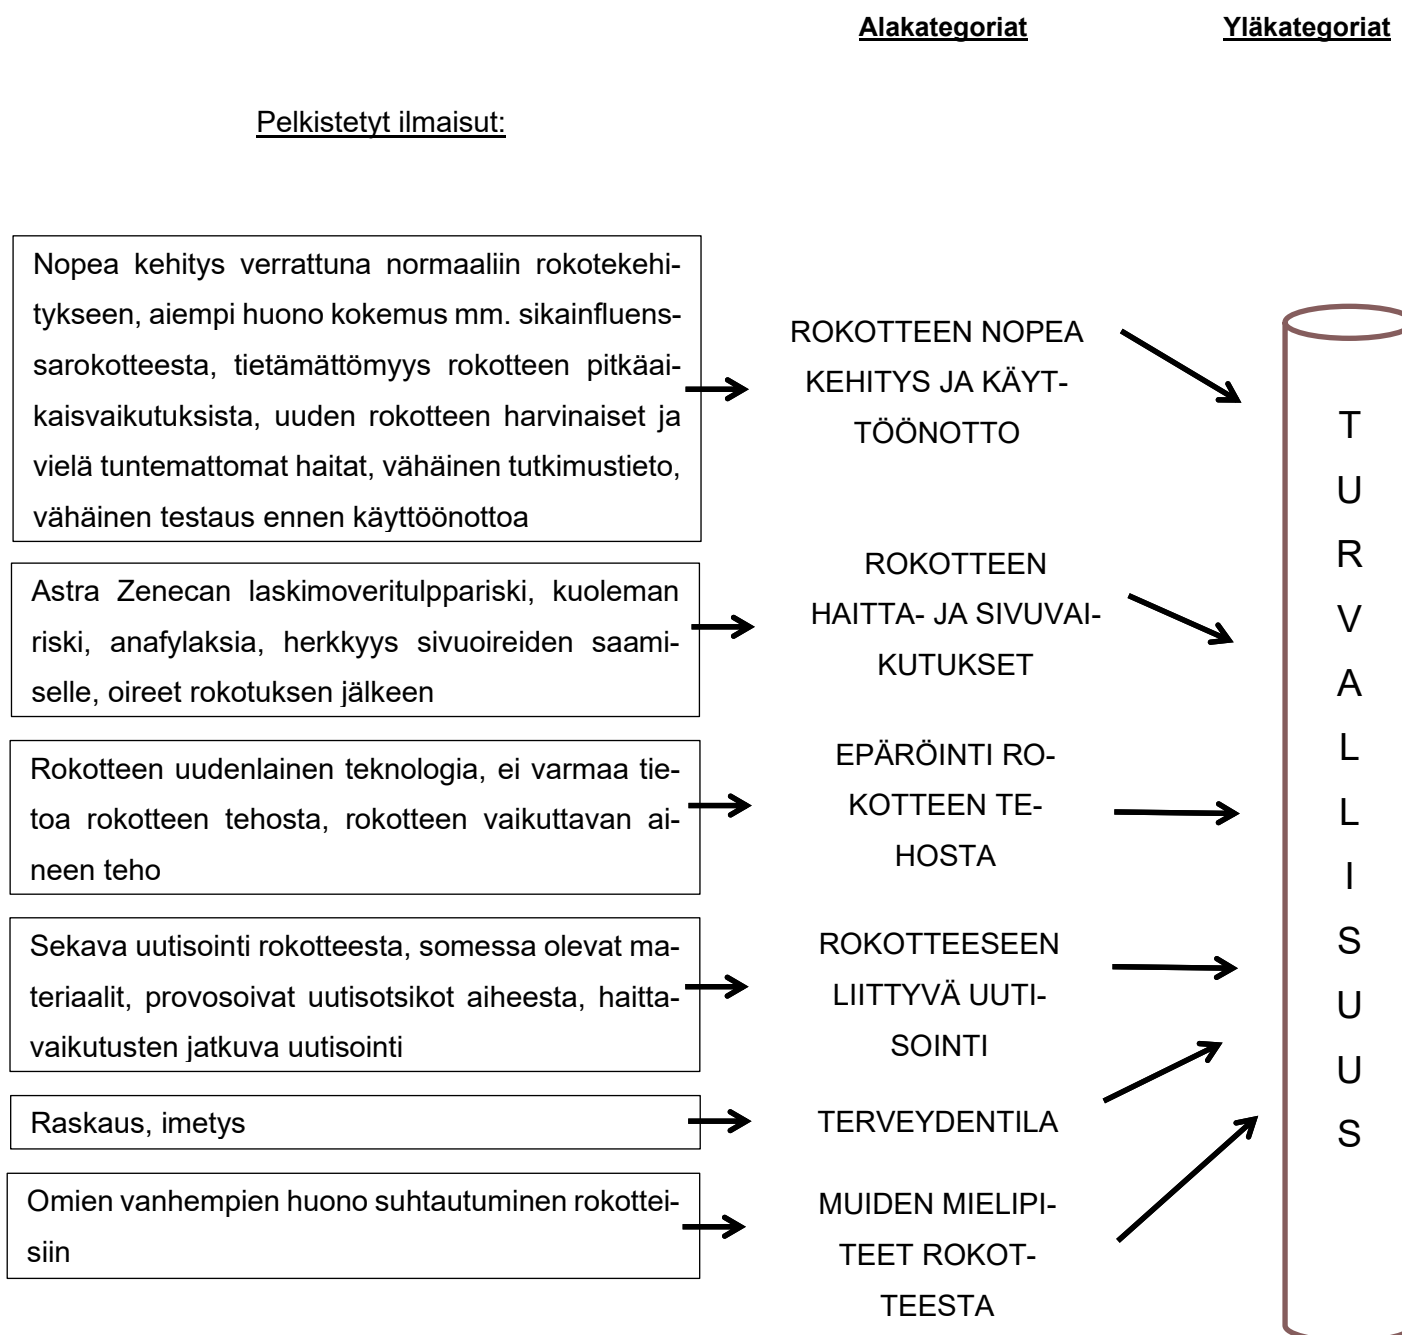 Alakategoriat Yläkategoriat
Pelkistetyt ilmaisut:
Nopea kehitys verrattuna normaaliin rokotekehi-
tykseen, aiempi huono kokemus mm. sikainfluens-
sarokotteesta, tietämättömyys rokotteen pitkäai-
kaisvaikutuksista, uuden rokotteen harvinaiset ja
vielä tuntemattomat haitat, vähäinen tutkimustieto,
vähäinen testaus ennen käyttöönottoa
ROKOTTEEN NOPEA
KEHITYS JA KÄYT-
TÖÖNOTTO
Astra Zenecan laskimoveritulppariski, kuoleman
riski, anafylaksia, herkkyys sivuoireiden saami-
selle, oireet rokotuksen jälkeen
ROKOTTEEN
HAITTA- JA SIVUVAI-
KUTUKSET
Rokotteen uudenlainen teknologia, ei varmaa tie-
toa rokotteen tehosta, rokotteen vaikuttavan ai-
neen teho
EPÄRÖINTI RO-
KOTTEEN TE-
HOSTA
Sekava uutisointi rokotteesta, somessa olevat ma-
teriaalit, provosoivat uutisotsikot aiheesta, haitta-
vaikutusten jatkuva uutisointi
ROKOTTEESEEN
LIITTYVÄ UUTI-
SOINTI
Raskaus, imetys
TERVEYDENTILA
Omien vanhempien huono suhtautuminen rokottei-
siin
MUIDEN MIELIPI-
TEET ROKOT-
TEESTA
T
U
R
V
A
L
L
I
S
U
U
S